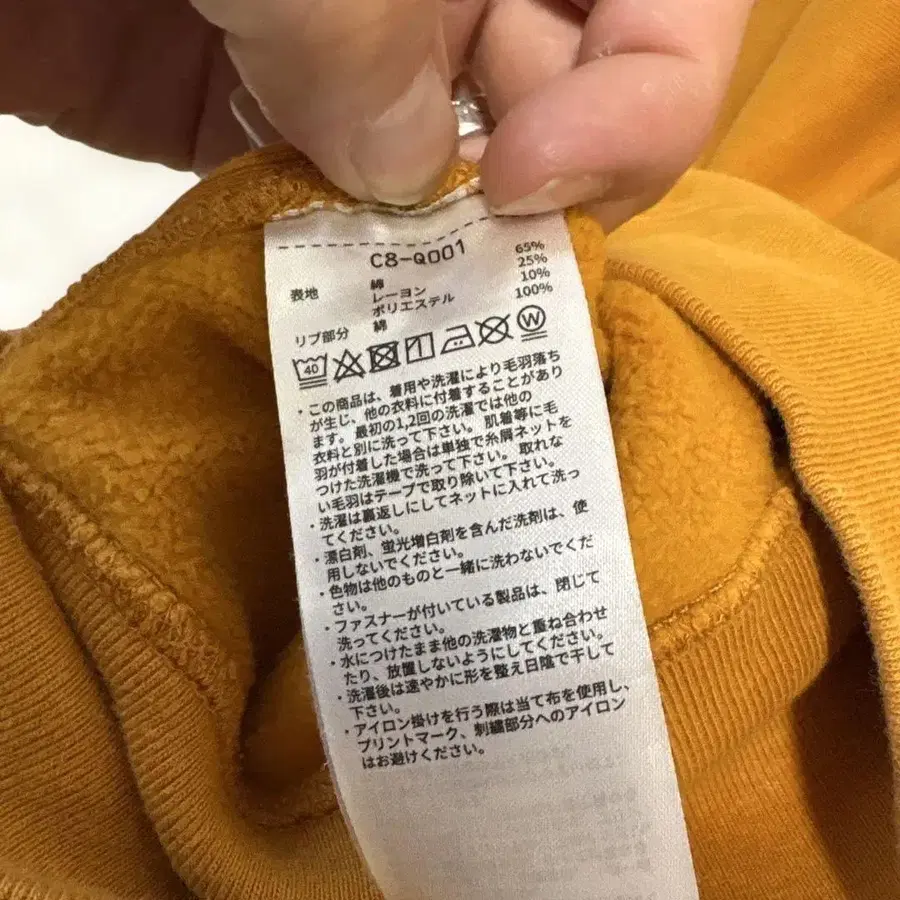 C8-Q001
表地 綿 65%
レーヨン 25%
ポリエステル 10%
リブ部分 綿 100%
40
W
・この商品は、着用や洗濯により毛羽落ち
が生じ、他の衣料に付着することがあり
ます。最初の1,2回の洗濯では他の
衣料と別に洗って下さい。肌着等に毛
羽が付着した場合は単独で糸屑ネットを
つけた洗濯機で洗って下さい。取れな
い毛羽はテープで取り除いて下さい。
・洗濯は裏返しにしてネットに入れて洗っ
てください。
・漂白剤、蛍光増白剤を含んだ洗剤は、使
用しないでください。
・色物は他のものと一緒に洗わないでくだ
さい。
・ファスナーが付いている製品は、閉じて
洗ってください。
・水につけたまま他の洗濯物と重ね合わせ
たり、放置しないようにしてください。
・洗濯後は速やかに形を整え日陰で干して
下さい。
・アイロン掛けを行う際は当て布を使用し、
プリントマーク、刺繍部分へのアイロン
はお避けください。